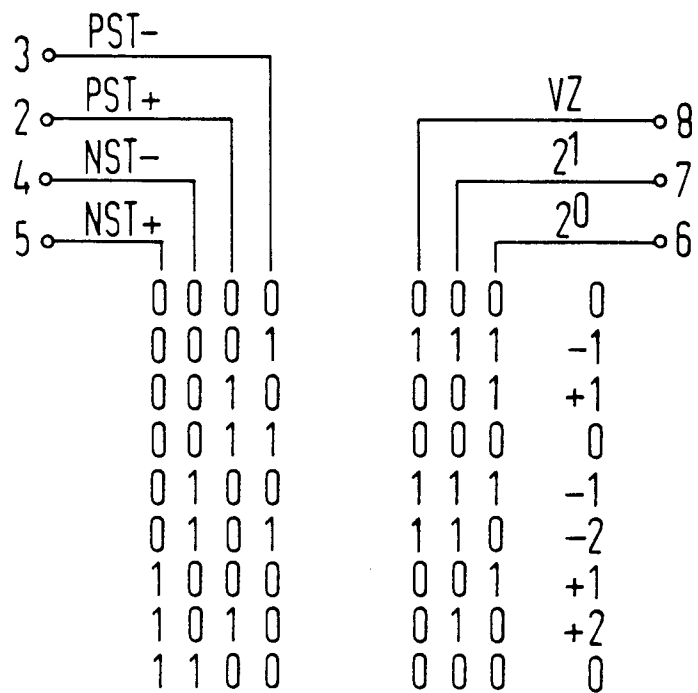 3 PST-
2 PST+ VZ 8
4 NST- 2¹ 7
5 NST+ 2⁰ 6
0 0 0 0 0 0 0 0
0 0 0 1 1 1 1 -1
0 0 1 0 0 0 1 +1
0 0 1 1 0 0 0 0
0 1 0 0 1 1 1 -1
0 1 0 1 1 1 0 -2
1 0 0 0 0 0 1 +1
1 0 1 0 0 1 0 +2
1 1 0 0 0 0 0 0